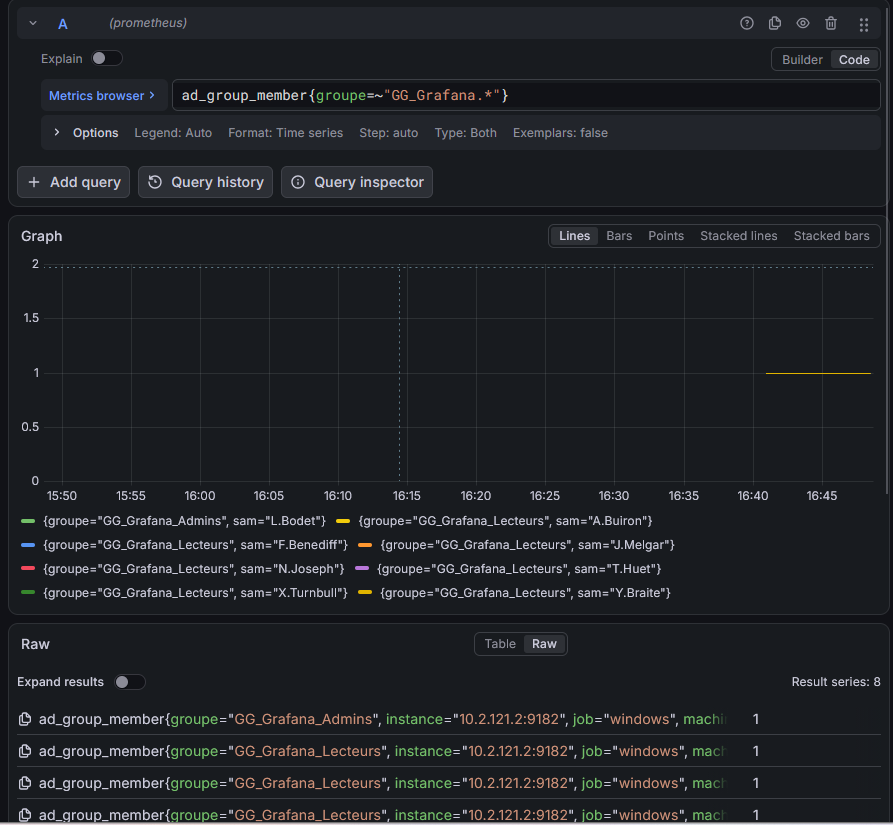 A (prometheus)
Explain Builder Code
Metrics browser > ad_group_member{groupe=~"GG_Grafana.*"}
> Options Legend: Auto Format: Time series Step: auto Type: Both Exemplars: false
+ Add query Query history Query inspector
Graph Lines Bars Points Stacked lines Stacked bars
2
1.5
1
0.5
0
15:50 15:55 16:00 16:05 16:10 16:15 16:20 16:25 16:30 16:35 16:40 16:45
{groupe="GG_Grafana_Admins", sam="L.Bodet"} {groupe="GG_Grafana_Lecteurs", sam="A.Buiron"}
{groupe="GG_Grafana_Lecteurs", sam="F.Benediff"} {groupe="GG_Grafana_Lecteurs", sam="J.Melgar"}
{groupe="GG_Grafana_Lecteurs", sam="N.Joseph"} {groupe="GG_Grafana_Lecteurs", sam="T.Huet"}
{groupe="GG_Grafana_Lecteurs", sam="X.Turnbull"} {groupe="GG_Grafana_Lecteurs", sam="Y.Braite"}
Raw Table Raw
Expand results Result series: 8
ad_group_member{groupe="GG_Grafana_Admins", instance="10.2.121.2:9182", job="windows", machi 1
ad_group_member{groupe="GG_Grafana_Lecteurs", instance="10.2.121.2:9182", job="windows", mac 1
ad_group_member{groupe="GG_Grafana_Lecteurs", instance="10.2.121.2:9182", job="windows", mac 1
ad_group_member{groupe="GG_Grafana_Lecteurs", instance="10.2.121.2:9182", job="windows", mac 1